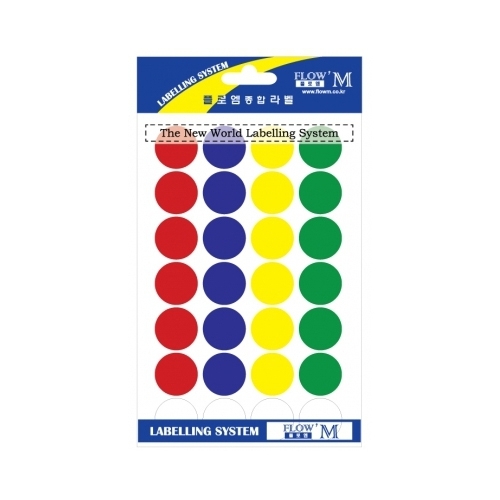 LABELLING SYSTEM
플로엠종합라벨
FLOW'M
플로엠
www.flowm.co.kr
The New World Labelling System
LABELLING SYSTEM
FLOW'M
플로엠